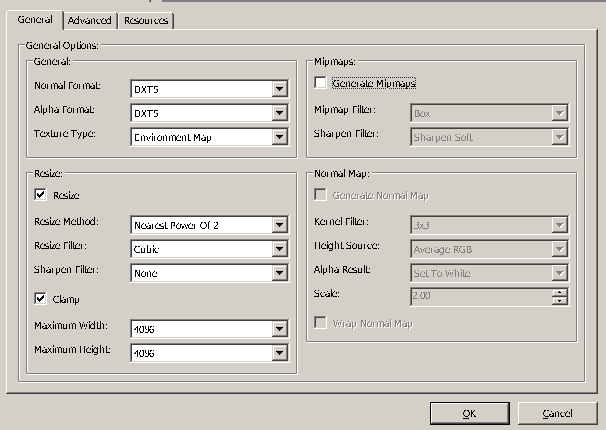 General Advanced Resources
General Options:
General:
Normal Format: DXT5
Alpha Format: DXT5
Texture Type: Environment Map
Mipmaps:
Generate Mipmaps
Mipmap Filter: Box
Sharpen Filter: Sharpen Soft
Resize:
Resize
Resize Method: Nearest Power Of 2
Resize Filter: Cubic
Sharpen Filter: None
Clamp
Maximum Width: 4096
Maximum Height: 4096
Normal Map:
Generate Normal Map
Kernel Filter: 3x3
Height Source: Average RGB
Alpha Result: Set To White
Scale: 2.00
Wrap Normal Map
OK Cancel